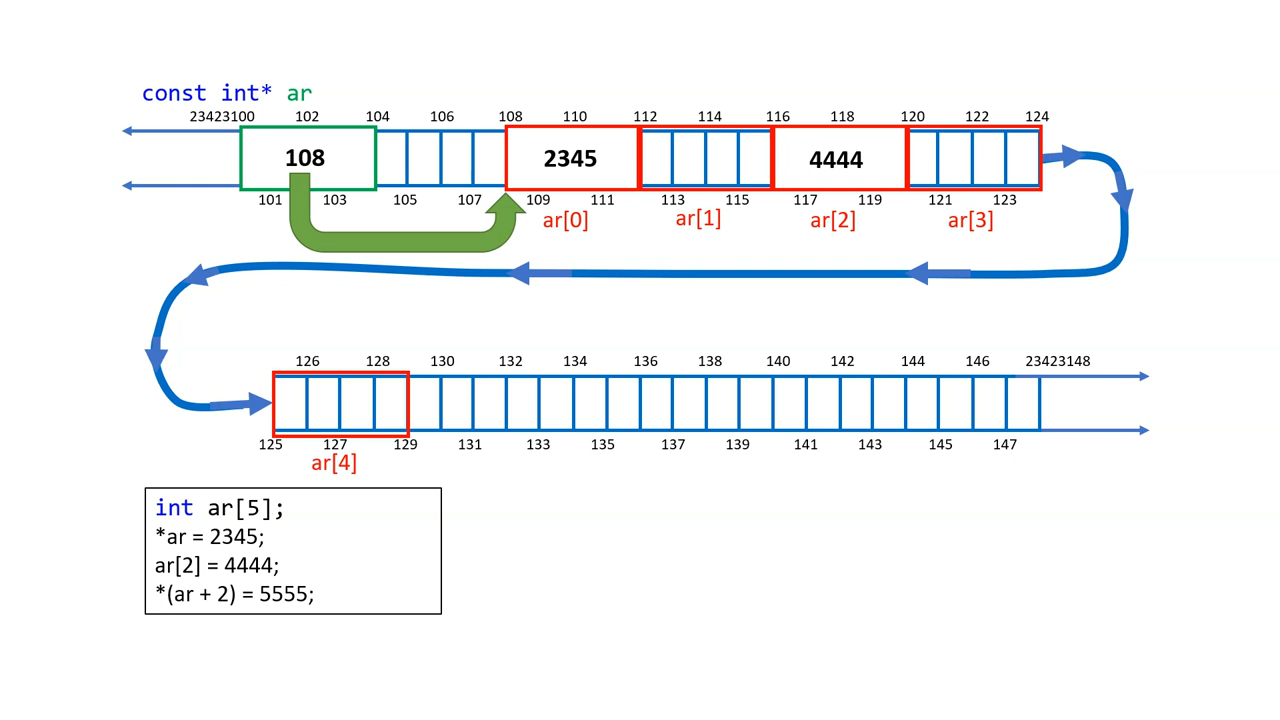 const int* ar
23423100 102 104 106 108 110 112 114 116 118 120 122 124
108 2345 4444
101 103 105 107 109 111 113 115 117 119 121 123
ar[0] ar[1] ar[2] ar[3]
126 128 130 132 134 136 138 140 142 144 146 23423148
125 127 129 131 133 135 137 139 141 143 145 147
ar[4]
int ar[5];
*ar = 2345;
ar[2] = 4444;
*(ar + 2) = 5555;